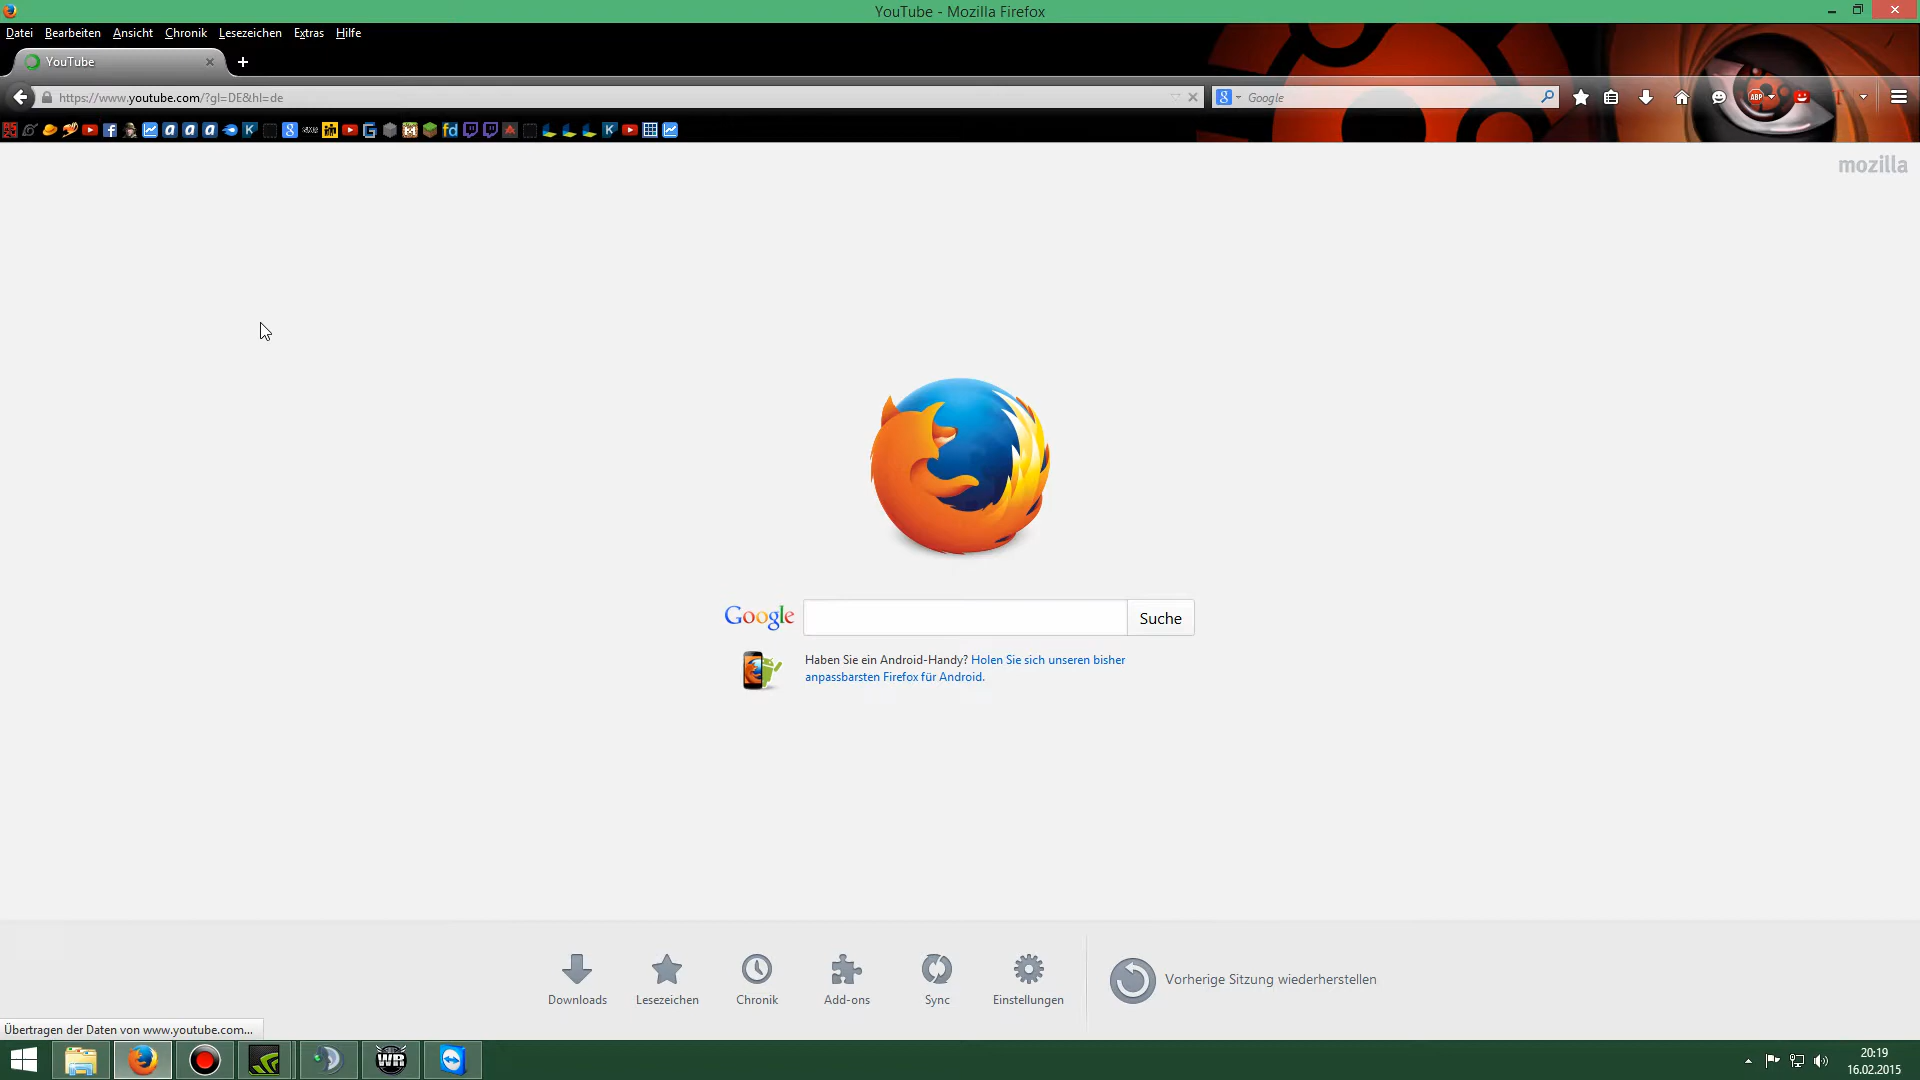 YouTube - Mozilla Firefox
Datei Bearbeiten Ansicht Chronik Lesezeichen Extras Hilfe
YouTube
https://www.youtube.com/?gl=DE&hl=de
Google
ABP
mozilla
Google
Suche
Haben Sie ein Android-Handy? Holen Sie sich unseren bisher
anpassbarsten Firefox für Android.
Downloads Lesezeichen Chronik Add-ons Sync Einstellungen Vorherige Sitzung wiederherstellen
Übertragen der Daten von www.youtube.com...
WR
20:19
16.02.2015